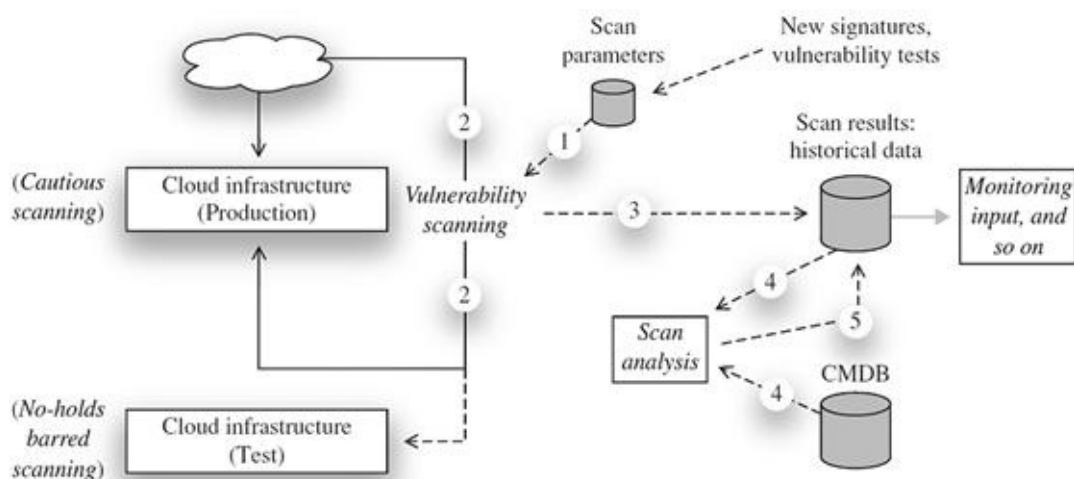 Scan
parameters
New signatures,
vulnerability tests
2
1
Scan results:
historical data
(Cautious
scanning)
Cloud infrastructure
(Production)
Vulnerability
scanning
3
Monitoring
input, and
so on
2
4
5
Scan
analysis
CMDB
4
(No-holds
barred
scanning)
Cloud infrastructure
(Test)